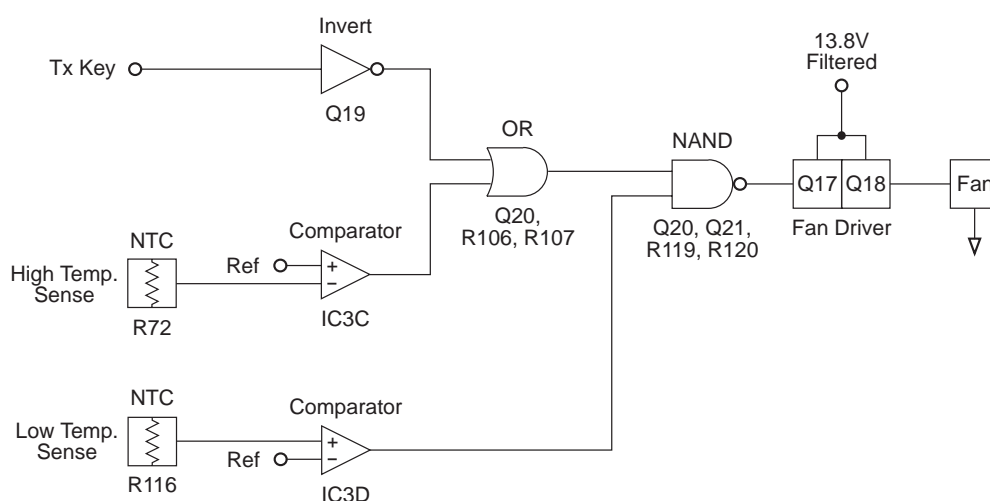 Invert
Tx Key
Q19
OR
Q20,
R106, R107
NAND
Q20, Q21,
R119, R120
13.8V
Filtered
Q17
Q18
Fan Driver
Fan
High Temp.
Sense
NTC
R72
Comparator
Ref
+
−
IC3C
Low Temp.
Sense
NTC
R116
Comparator
+
Ref
−
IC3D